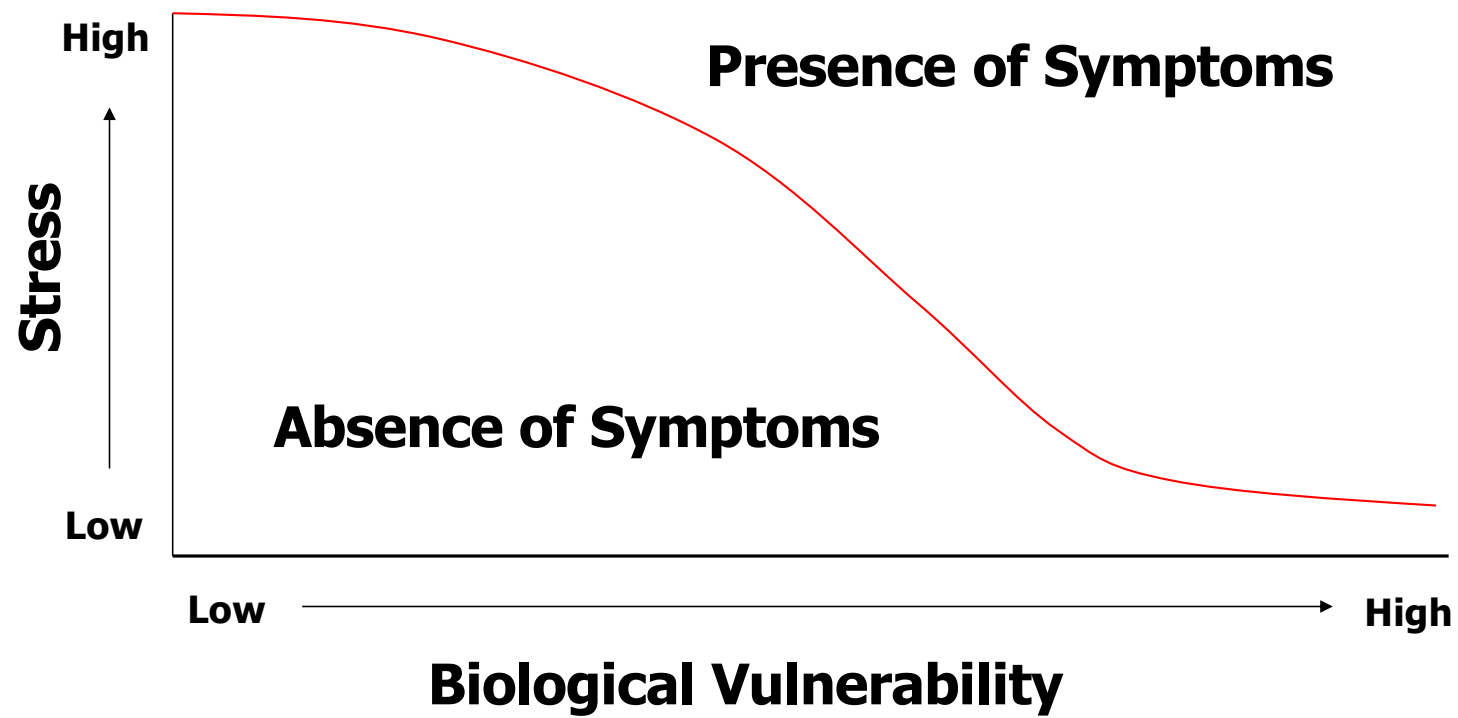 High
Presence of Symptoms
Stress
Absence of Symptoms
Low
Low
High
Biological Vulnerability